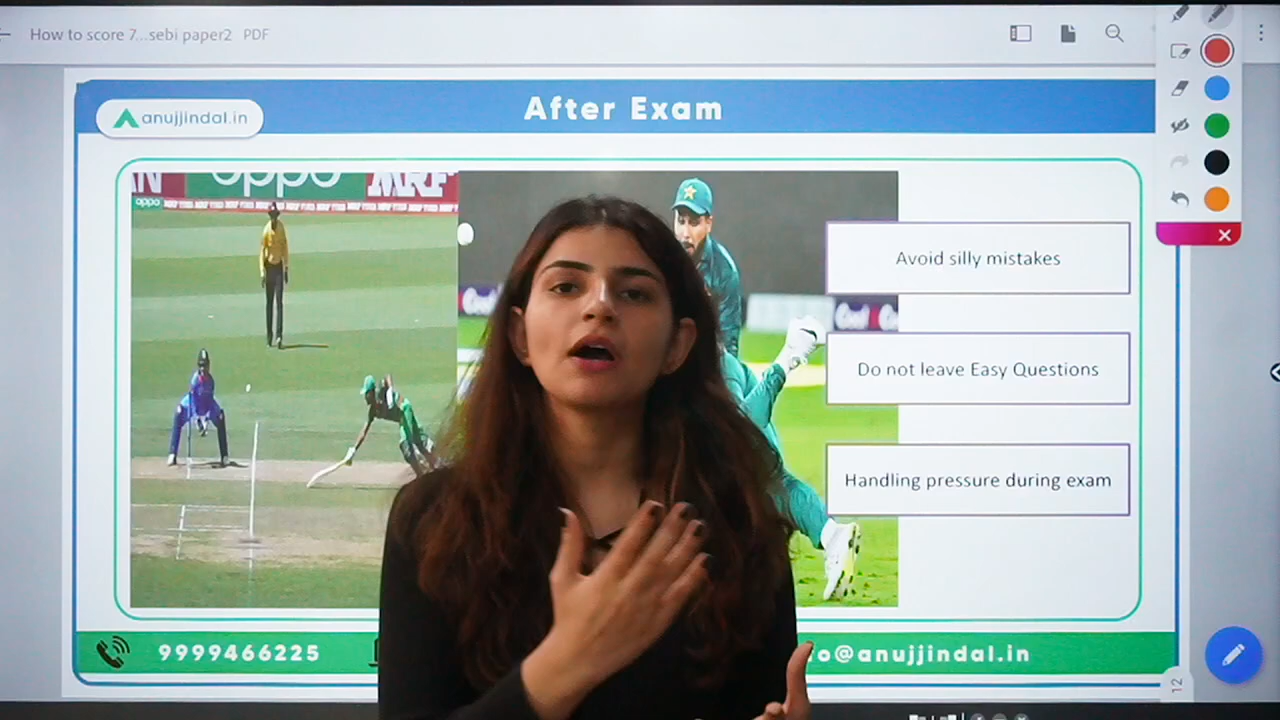 How to score 7...sebi paper2 PDF
anujjindal.in
After Exam
oppo
MRF
oppo
Avoid silly mistakes
Do not leave Easy Questions
Handling pressure during exam
9999466225
o@anujjindal.in
12